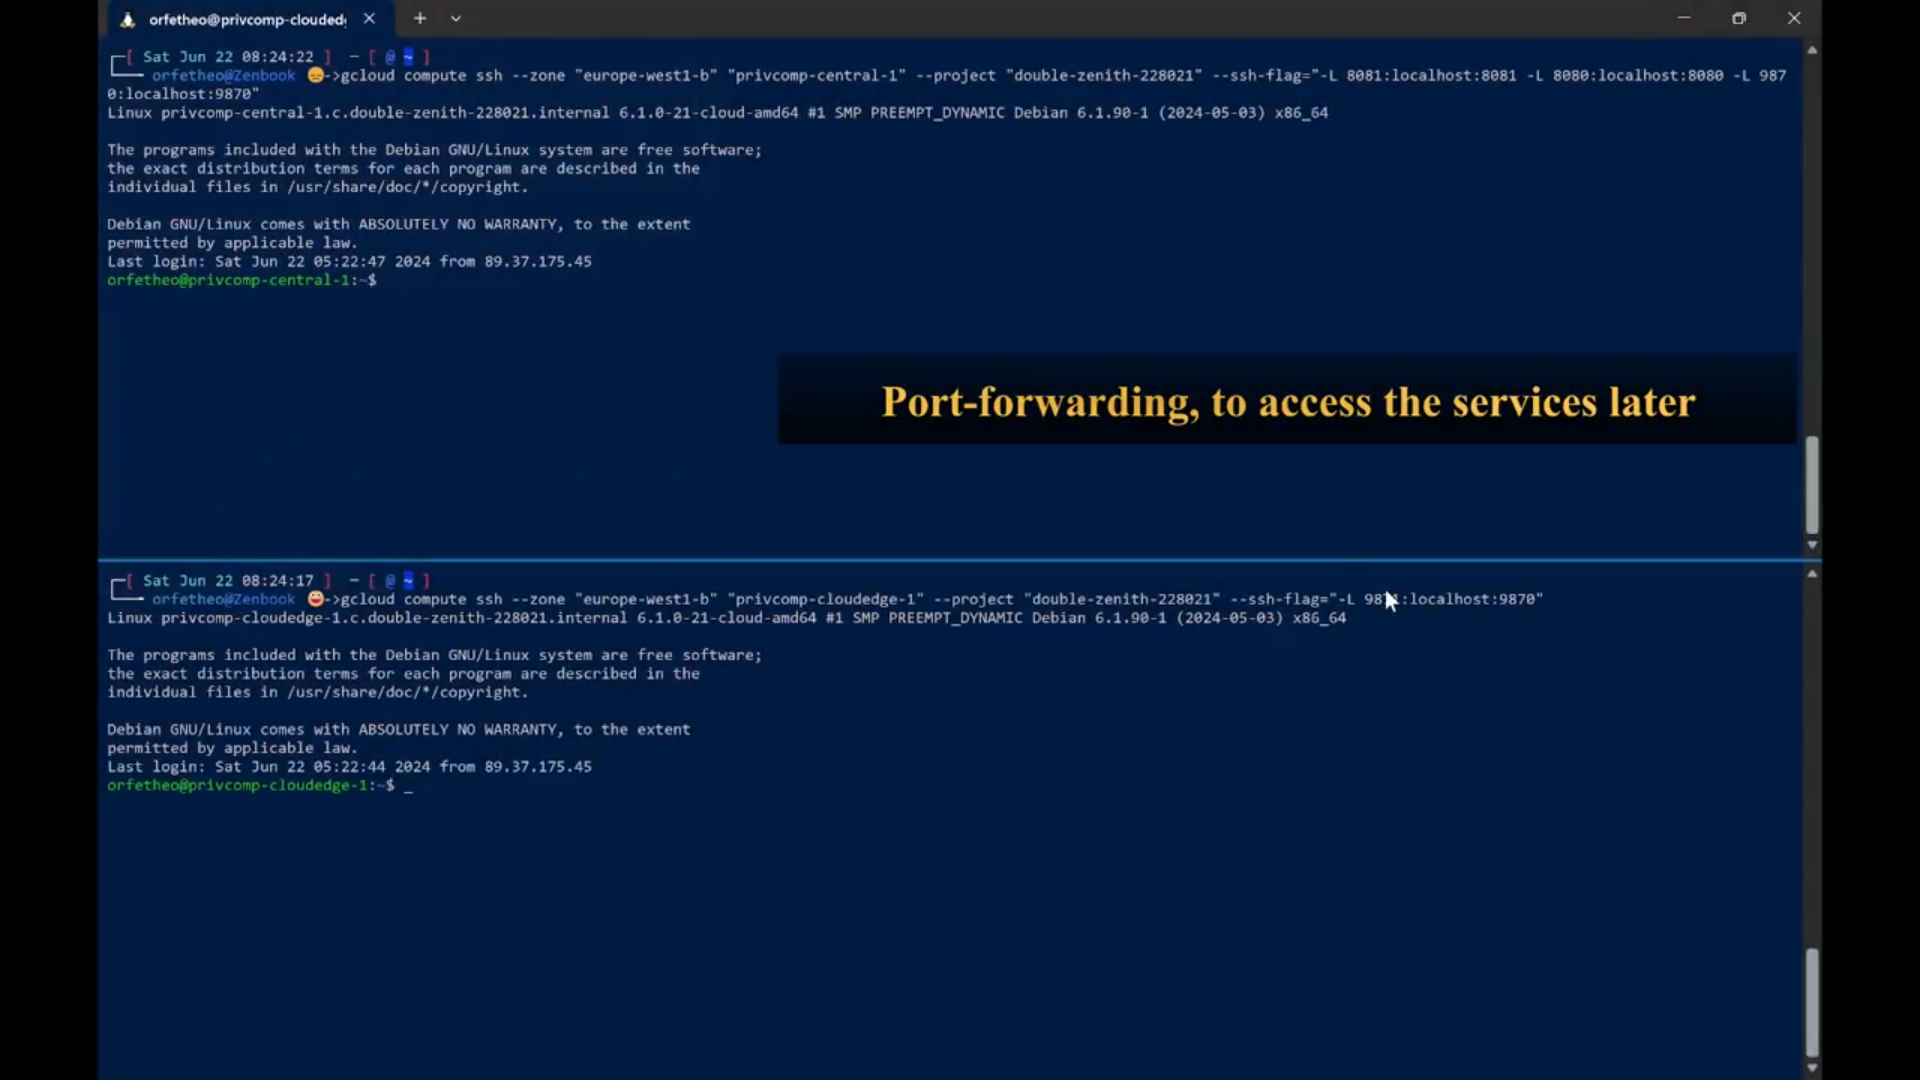 orfetheo@privcomp-cloudedg
[ Sat Jun 22 08:24:22 ] - [ @ ~ ]
orfetheo@Zenbook 😞->gcloud compute ssh --zone "europe-west1-b" "privcomp-central-1" --project "double-zenith-228021" --ssh-flag="-L 8081:localhost:8081 -L 8080:localhost:8080 -L 987
0:localhost:9870"
Linux privcomp-central-1.c.double-zenith-228021.internal 6.1.0-21-cloud-amd64 #1 SMP PREEMPT_DYNAMIC Debian 6.1.90-1 (2024-05-03) x86_64
The programs included with the Debian GNU/Linux system are free software;
the exact distribution terms for each program are described in the
individual files in /usr/share/doc/*/copyright.
Debian GNU/Linux comes with ABSOLUTELY NO WARRANTY, to the extent
permitted by applicable law.
Last login: Sat Jun 22 05:22:47 2024 from 89.37.175.45
orfetheo@privcomp-central-1:~$
Port-forwarding, to access the services later
[ Sat Jun 22 08:24:17 ] - [ @ ~ ]
orfetheo@Zenbook 😀->gcloud compute ssh --zone "europe-west1-b" "privcomp-cloudedge-1" --project "double-zenith-228021" --ssh-flag="-L :localhost:9870"
Linux privcomp-cloudedge-1.c.double-zenith-228021.internal 6.1.0-21-cloud-amd64 #1 SMP PREEMPT_DYNAMIC Debian 6.1.90-1 (2024-05-03) x86_64
The programs included with the Debian GNU/Linux system are free software;
the exact distribution terms for each program are described in the
individual files in /usr/share/doc/*/copyright.
Debian GNU/Linux comes with ABSOLUTELY NO WARRANTY, to the extent
permitted by applicable law.
Last login: Sat Jun 22 05:22:44 2024 from 89.37.175.45
orfetheo@privcomp-cloudedge-1:~$ _